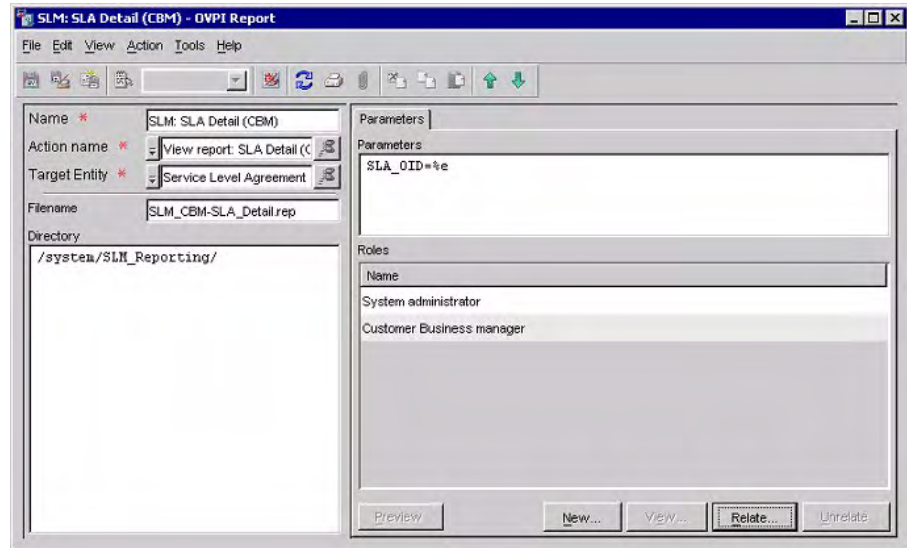 SLM: SLA Detail (CBM) - OVPI Report
File Edit View Action Tools Help
Name *
SLM: SLA Detail (CBM)
Action name *
View report: SLA Detail (C
Target Entity *
Service Level Agreement
Filename
SLM_CBM-SLA_Detail.rep
Directory
/system/SLM_Reporting/
Parameters
Parameters
SLA_OID=%e
Roles
Name
System administrator
Customer Business manager
Preview
New...
View...
Relate...
Unrelate